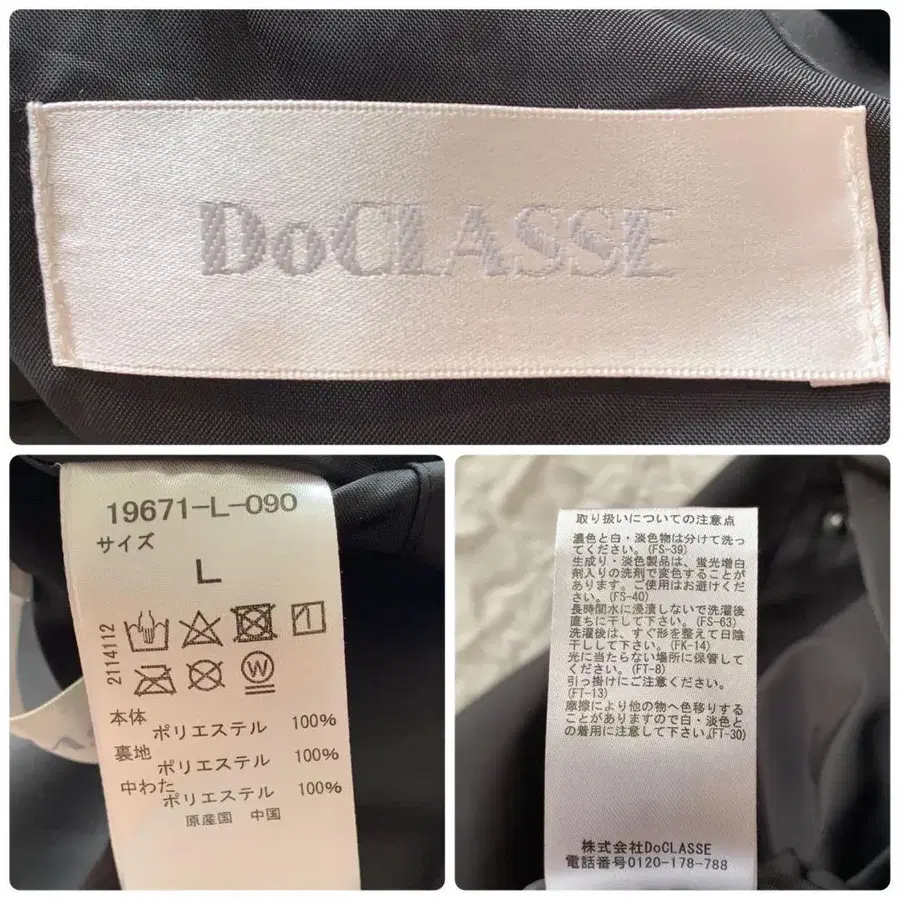 DoCLASSE
19671-L-090
サイズ
L
2114112
W
本体 ポリエステル 100%
裏地 ポリエステル 100%
中わた ポリエステル 100%
原産国 中国
取り扱いについての注意点
濃色と白・淡色物は分けて洗っ
てください。(FS-39)
生成り・淡色製品は、蛍光増白
剤入りの洗剤で変色することが
あります。ご使用はお避けくだ
さい。(FS-40)
長時間水に浸漬しないで洗濯後
直ちに干して下さい。(FS-63)
洗濯後は、すぐ形を整えて日陰
干しして下さい。(FK-14)
光に当たらない場所に保管して
ください。(FT-8)
引っ掛けにご注意ください。
(FT-13)
摩擦により他の物へ色移りする
ことがありますので白・淡色と
の着用に注意して下さい。(FT-30)
株式会社DoCLASSE
電話番号0120-178-788